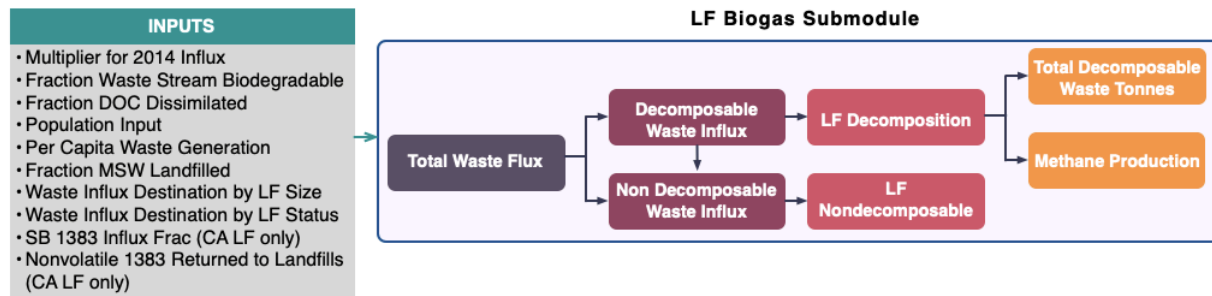 INPUTS
• Multiplier for 2014 Influx
• Fraction Waste Stream Biodegradable
• Fraction DOC Dissimilated
• Population Input
• Per Capita Waste Generation
• Fraction MSW Landfilled
• Waste Influx Destination by LF Size
• Waste Influx Destination by LF Status
• SB 1383 Influx Frac (CA LF only)
• Nonvolatile 1383 Returned to Landfills
(CA LF only)
LF Biogas Submodule
Total Waste Flux
Decomposable
Waste Influx
Non Decomposable
Waste Influx
LF Decomposition
LF
Nondecomposable
Total Decomposable
Waste Tonnes
Methane Production